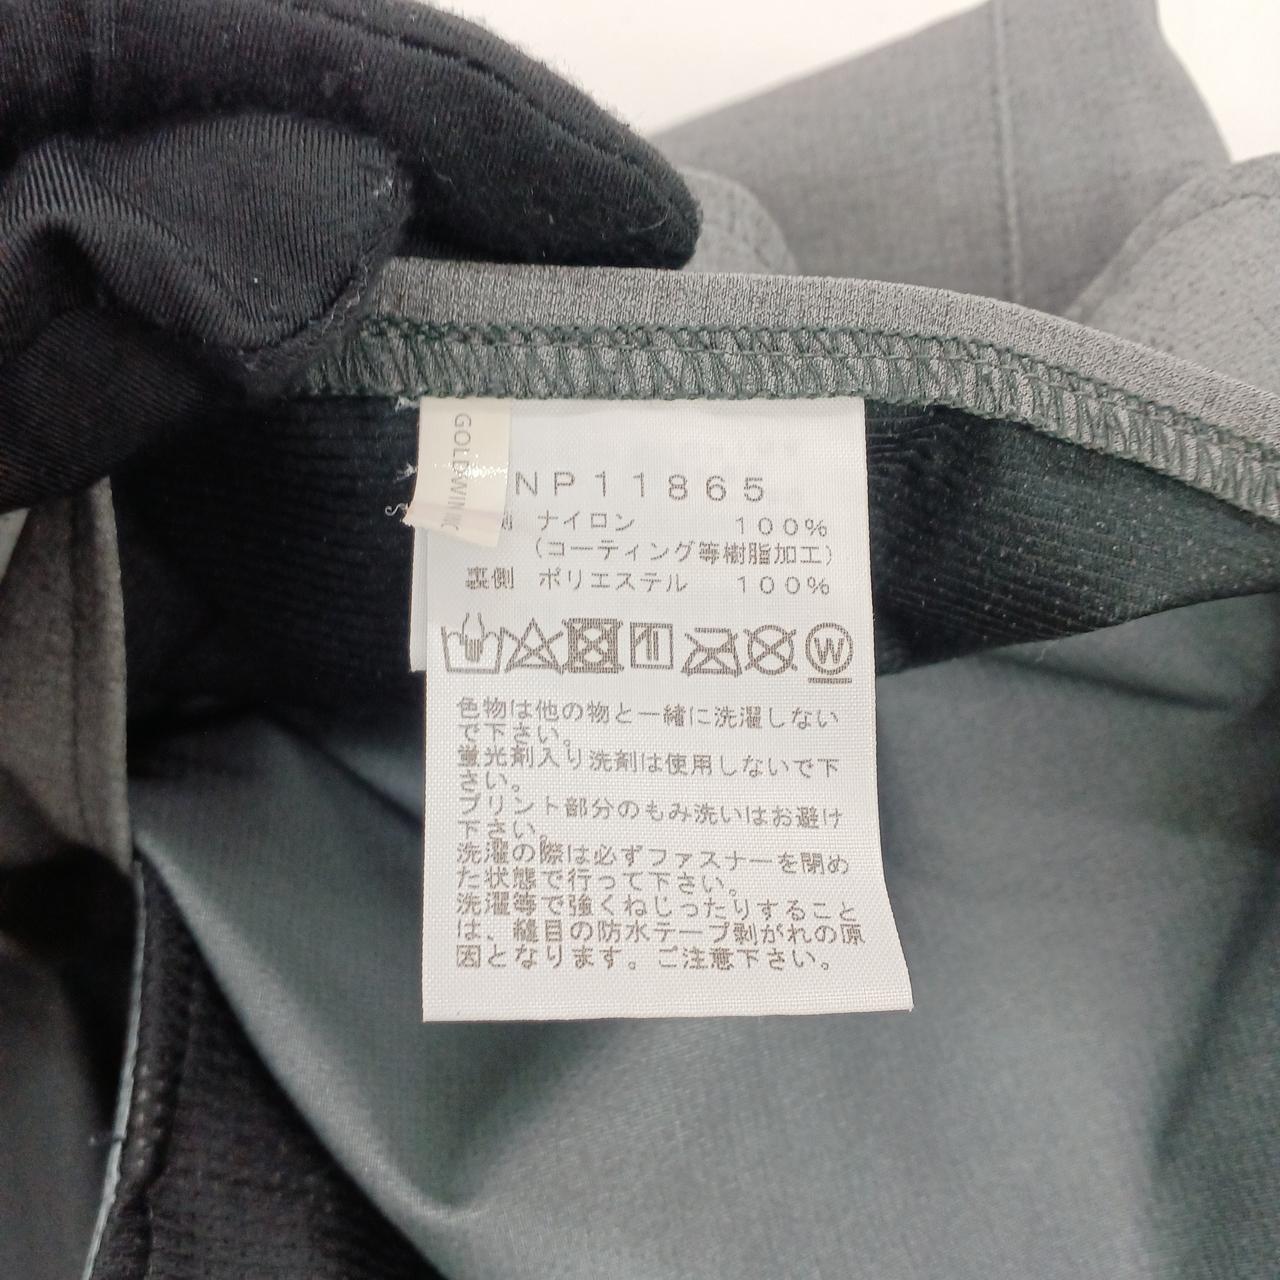 GOLDWIN INC
NP11865
側 ナイロン 100%
(コーティング等樹脂加工)
裏側 ポリエステル 100%
W
色物は他の物と一緒に洗濯しない
で下さい。
蛍光剤入り洗剤は使用しないで下
さい。
プリント部分のもみ洗いはお避け
下さい。
洗濯の際は必ずファスナーを閉め
た状態で行って下さい。
洗濯等で強くねじったりすること
は、縫目の防水テープ剥がれの原
因となります。ご注意下さい。